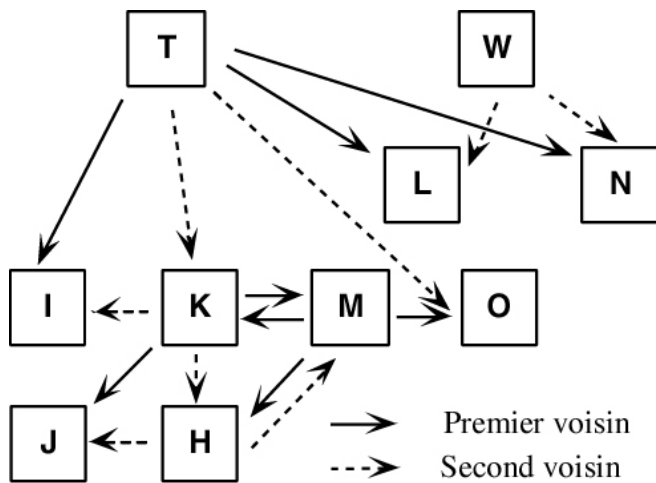 T W
L N
I K M O
J H
Premier voisin
Second voisin